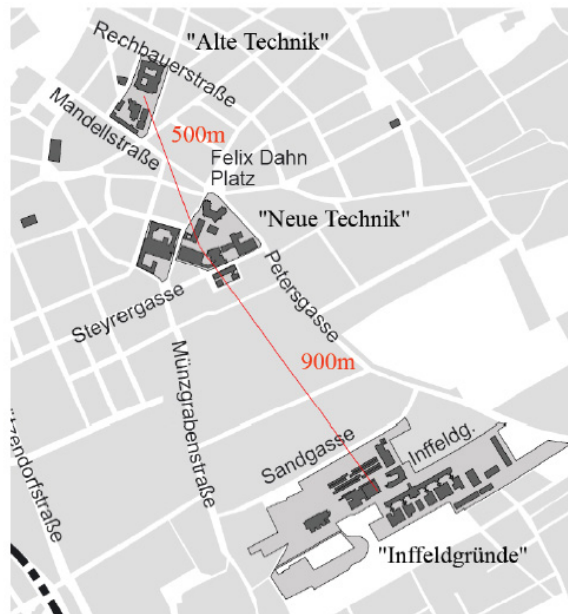 "Alte Technik"
Rechbauerstraße
Mandellstraße
500m
Felix Dahn
Platz
"Neue Technik"
Steyrergasse
Petersgasse
Münzgrabenstraße
900m
Sandgasse
Inffeldg.
"Inffeldgründe"